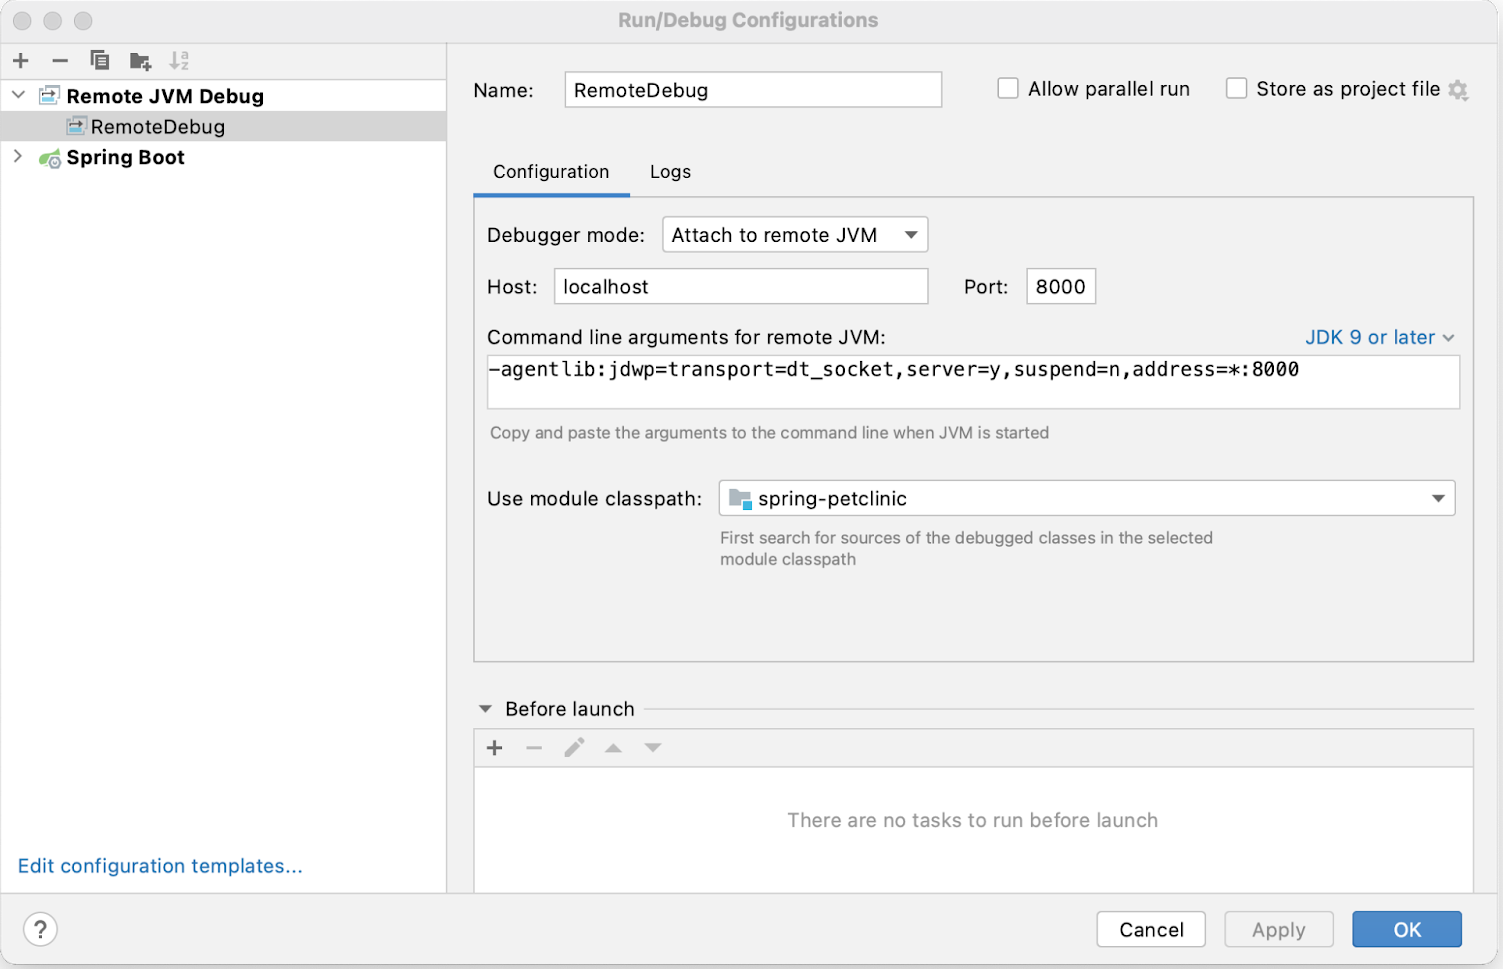 Run/Debug Configurations
Remote JVM Debug
RemoteDebug
Spring Boot
Edit configuration templates...
Name: RemoteDebug
Allow parallel run
Store as project file
Configuration
Logs
Debugger mode: Attach to remote JVM
Host: localhost
Port: 8000
Command line arguments for remote JVM:
JDK 9 or later
-agentlib:jdwp=transport=dt_socket,server=y,suspend=n,address=*:8000
Copy and paste the arguments to the command line when JVM is started
Use module classpath: spring-petclinic
First search for sources of the debugged classes in the selected
module classpath
Before launch
There are no tasks to run before launch
?
Cancel
Apply
OK